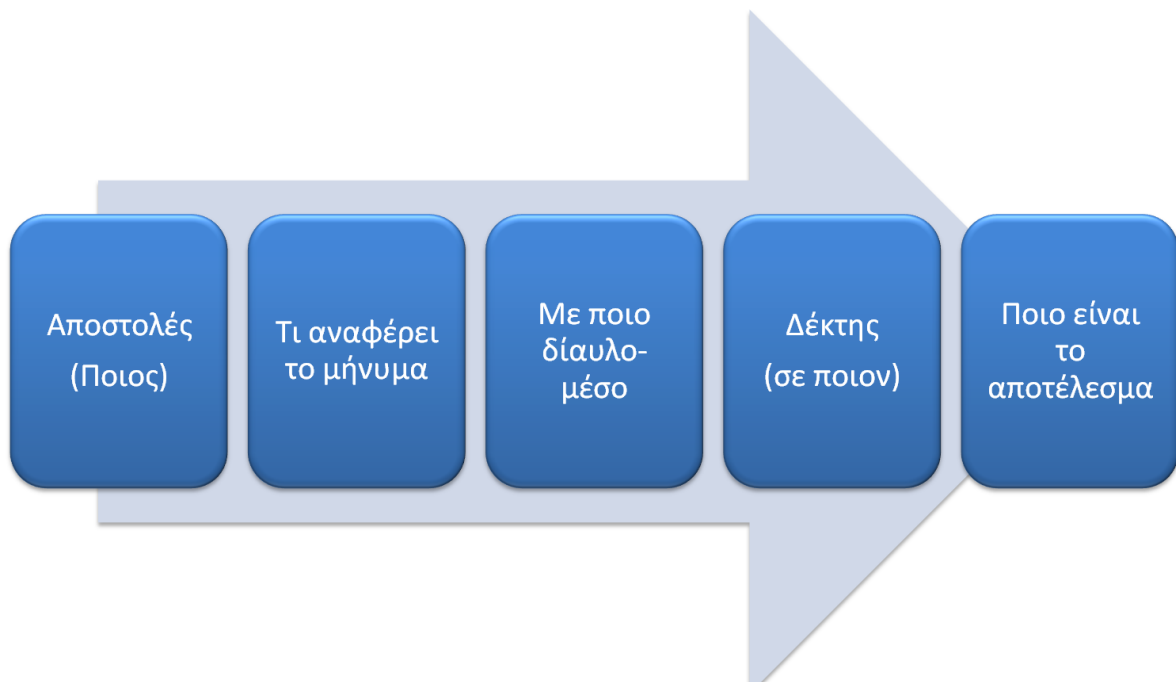 Αποστολές
(Ποιος)
Τι αναφέρει
το μήνυμα
Με ποιο
δίαυλο-
μέσο
Δέκτης
(σε ποιον)
Ποιο είναι
το
αποτέλεσμα